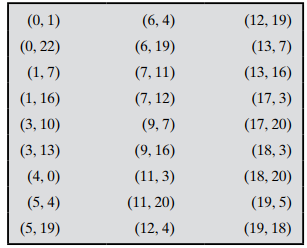 (0, 1) (6, 4) (12, 19)
(0, 22) (6, 19) (13, 7)
(1, 7) (7, 11) (13, 16)
(1, 16) (7, 12) (17, 3)
(3, 10) (9, 7) (17, 20)
(3, 13) (9, 16) (18, 3)
(4, 0) (11, 3) (18, 20)
(5, 4) (11, 20) (19, 5)
(5, 19) (12, 4) (19, 18)